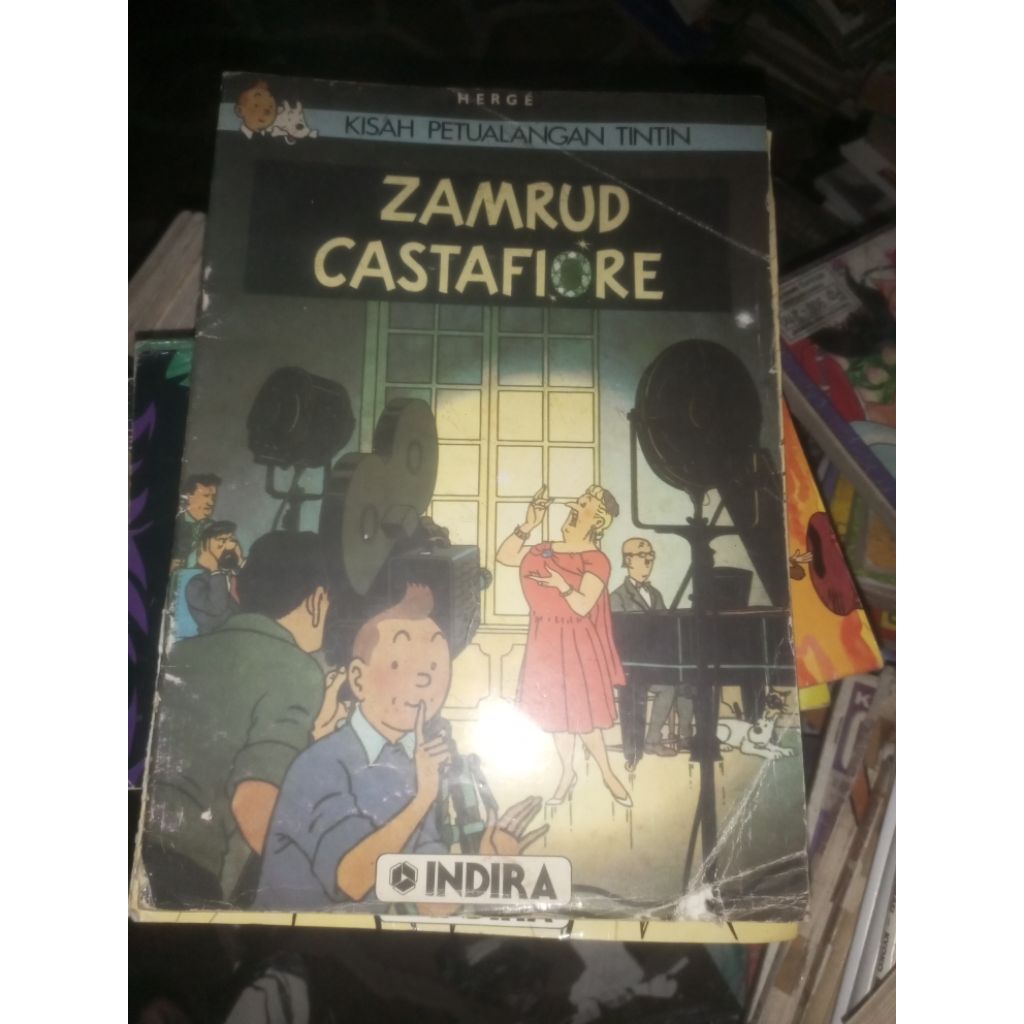 HERGÉ
KISAH PETUALANGAN TINTIN
ZAMRUD
CASTAFIORE
INDIRA